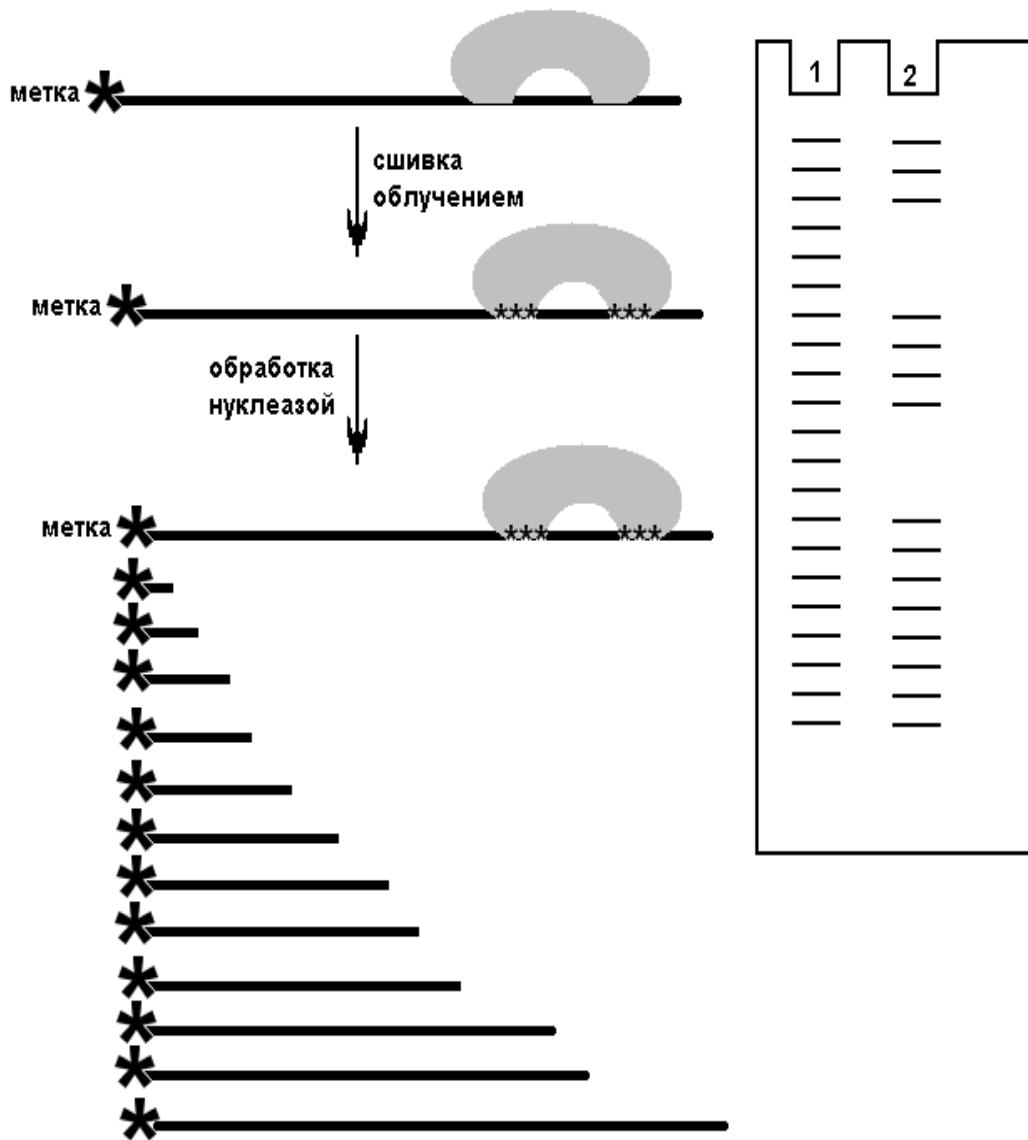 метка
1 2
сшивка
облучением
метка
обработка
нуклеазой
метка